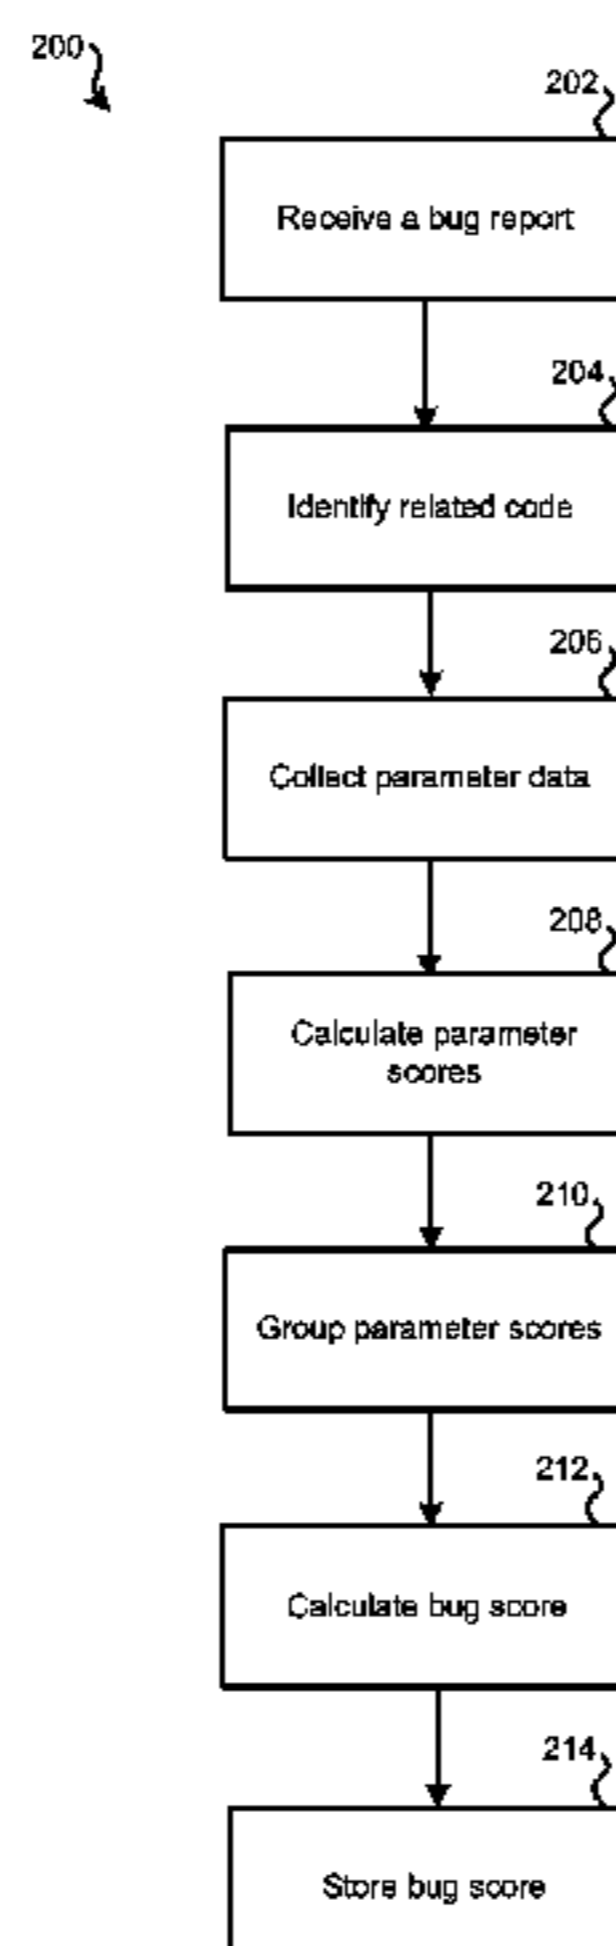 200
202
Receive a bug report
204
Identify related code
206
Collect parameter data
208
Calculate parameter
scores
210
Group parameter scores
212
Calculate bug score
214
Store bug score